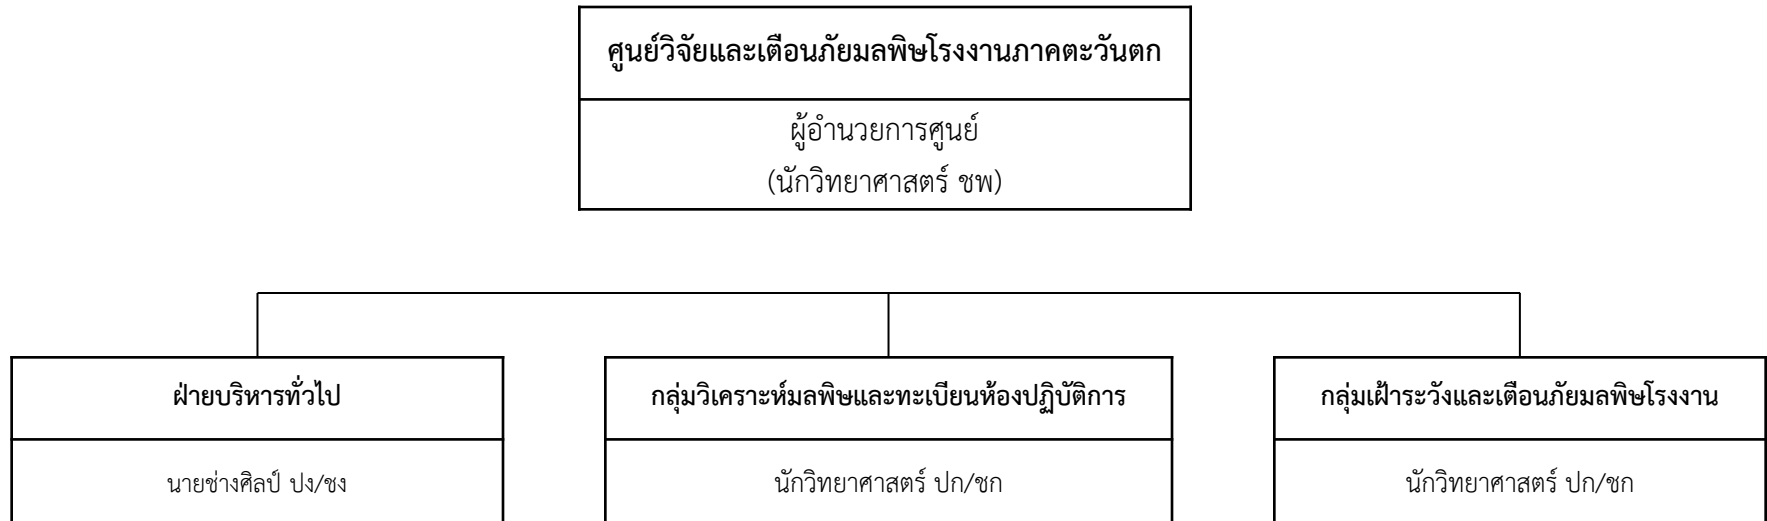 ศูนย์วิจัยและเตือนภัยมลพิษโรงงานภาคตะวันตก
ผู้อำนวยการศูนย์
(นักวิทยาศาสตร์ ชพ)
ฝ่ายบริหารทั่วไป
นายช่างศิลป์ ปง/ชง
กลุ่มวิเคราะห์มลพิษและทะเบียนห้องปฏิบัติการ
นักวิทยาศาสตร์ ปก/ชก
กลุ่มเฝ้าระวังและเตือนภัยมลพิษโรงงาน
นักวิทยาศาสตร์ ปก/ชก